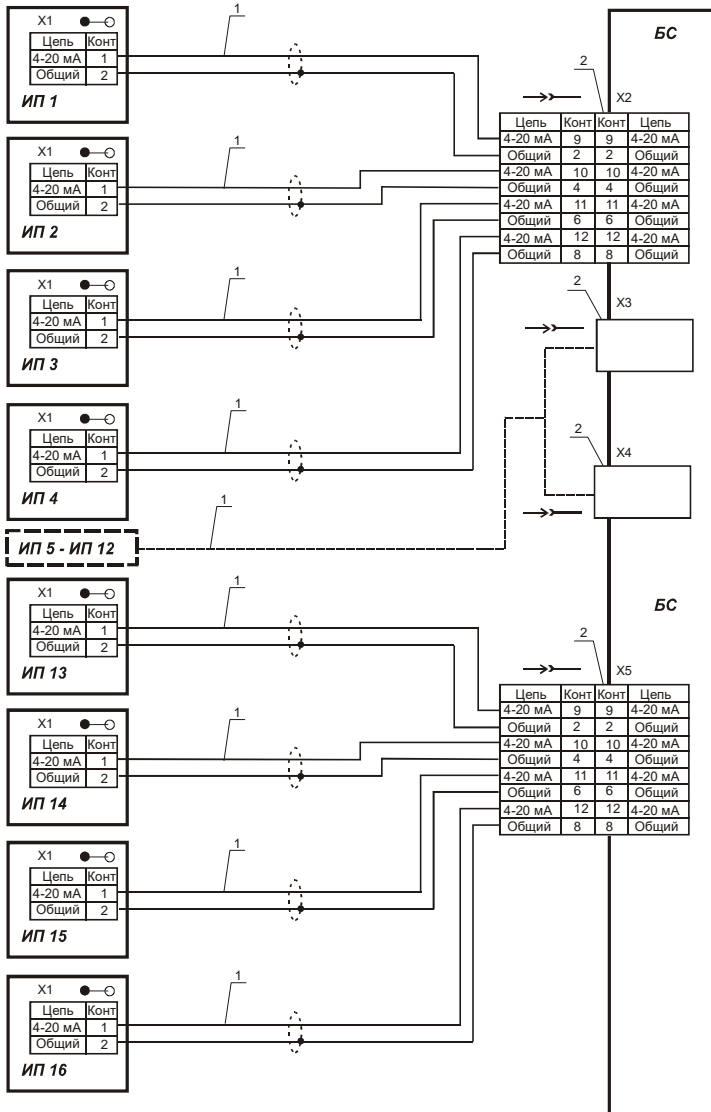 X1
Цепь Конт
4-20 мА 1
Общий 2
ИП 1
1
X1
Цепь Конт
4-20 мА 1
Общий 2
ИП 2
1
X1
Цепь Конт
4-20 мА 1
Общий 2
ИП 3
1
X1
Цепь Конт
4-20 мА 1
Общий 2
ИП 4
1
ИП 5 - ИП 12
1
БС
2
X2
Цепь Конт Конт Цепь
4-20 мА 9 9 4-20 мА
Общий 2 2 Общий
4-20 мА 10 10 4-20 мА
Общий 4 4 Общий
4-20 мА 11 11 4-20 мА
Общий 6 6 Общий
4-20 мА 12 12 4-20 мА
Общий 8 8 Общий
2
X3
2
X4
X1
Цепь Конт
4-20 мА 1
Общий 2
ИП 13
1
X1
Цепь Конт
4-20 мА 1
Общий 2
ИП 14
1
X1
Цепь Конт
4-20 мА 1
Общий 2
ИП 15
1
X1
Цепь Конт
4-20 мА 1
Общий 2
ИП 16
1
БС
2
X5
Цепь Конт Конт Цепь
4-20 мА 9 9 4-20 мА
Общий 2 2 Общий
4-20 мА 10 10 4-20 мА
Общий 4 4 Общий
4-20 мА 11 11 4-20 мА
Общий 6 6 Общий
4-20 мА 12 12 4-20 мА
Общий 8 8 Общий